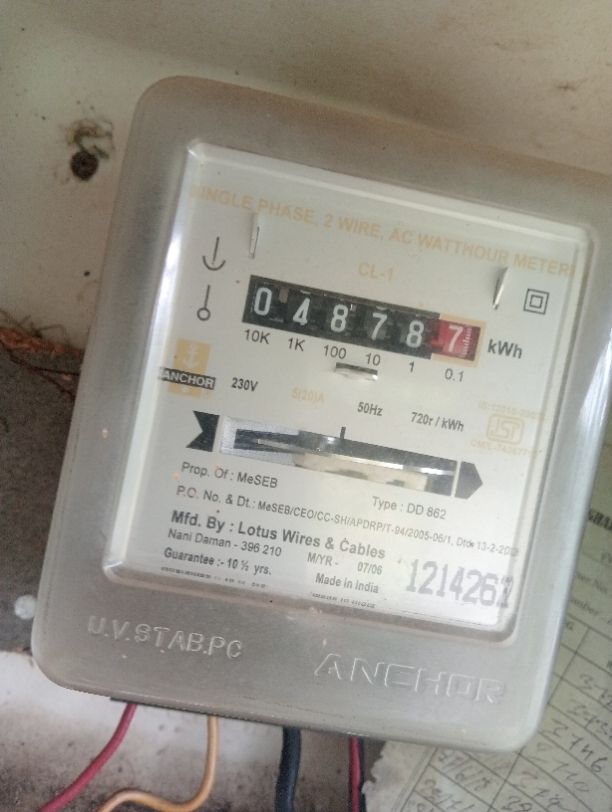 SINGLE PHASE, 2 WIRE, AC WATTHOUR METER
CL-1
0 4 8 7 8 7
kWh
10K 1K 100 10 1 0.1
ANCHOR
230V 5(20)A 50Hz 720r / kWh
Prop. Of : MeSEB
Type : DD 862
P.O. No. & Dt.: MeSEB/CEO/CC-SH/APDRP/T-94/2005-06/1,
Mfd. By : Lotus Wires & Cables
Nani Daman - 396 210
M/YR - 07/06
Guarantee :- 10 ½ yrs.
Made in India
U.V.STAB.PC
ANCHOR